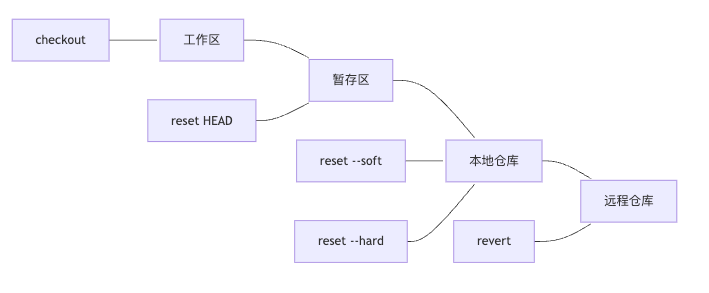 checkout
工作区
暂存区
reset HEAD
reset --soft
本地仓库
远程仓库
reset --hard
revert